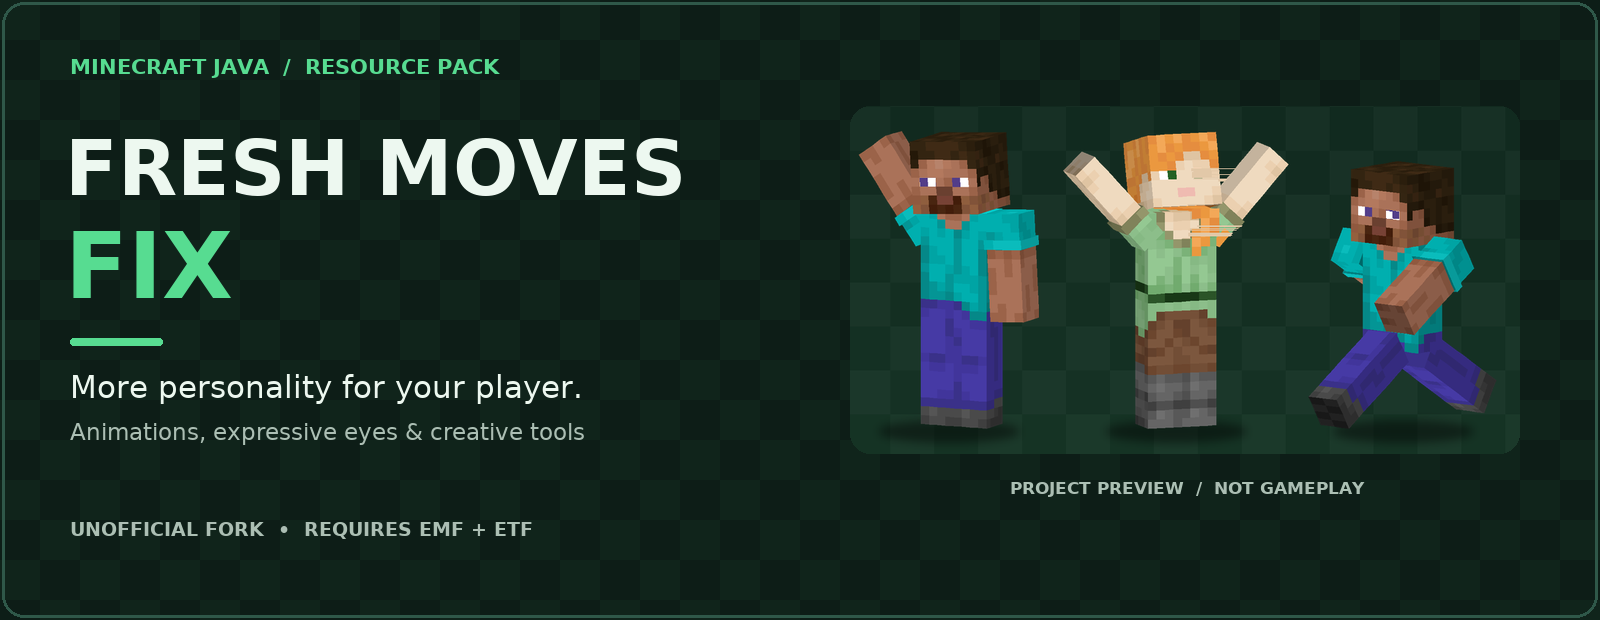 MINECRAFT JAVA / RESOURCE PACK
FRESH MOVES
FIX
More personality for your player.
Animations, expressive eyes & creative tools
UNOFFICIAL FORK • REQUIRES EMF + ETF
PROJECT PREVIEW / NOT GAMEPLAY